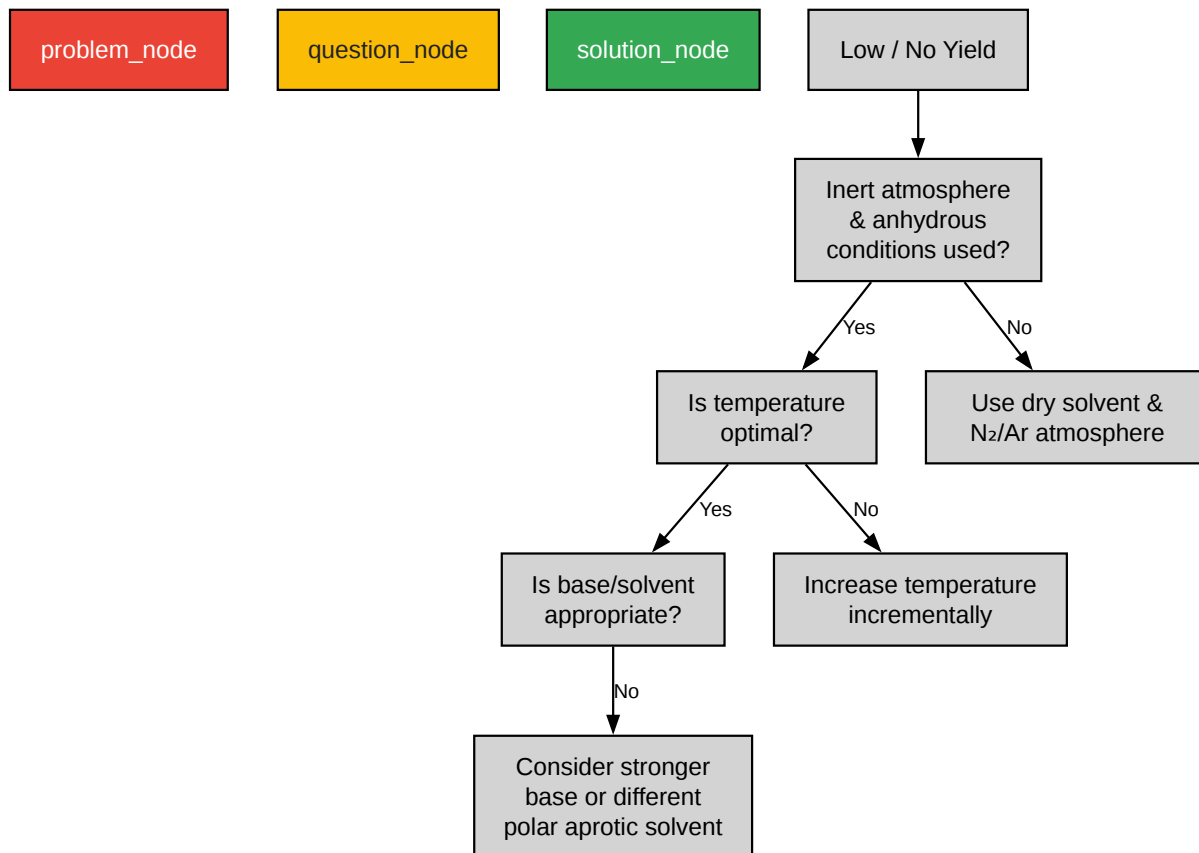 problem_node
question_node
solution_node
Low / No Yield
Inert atmosphere
& anhydrous
conditions used?
Yes
No
Is temperature
optimal?
Use dry solvent &
N₂/Ar atmosphere
Yes
No
Is base/solvent
appropriate?
Increase temperature
incrementally
No
Consider stronger
base or different
polar aprotic solvent